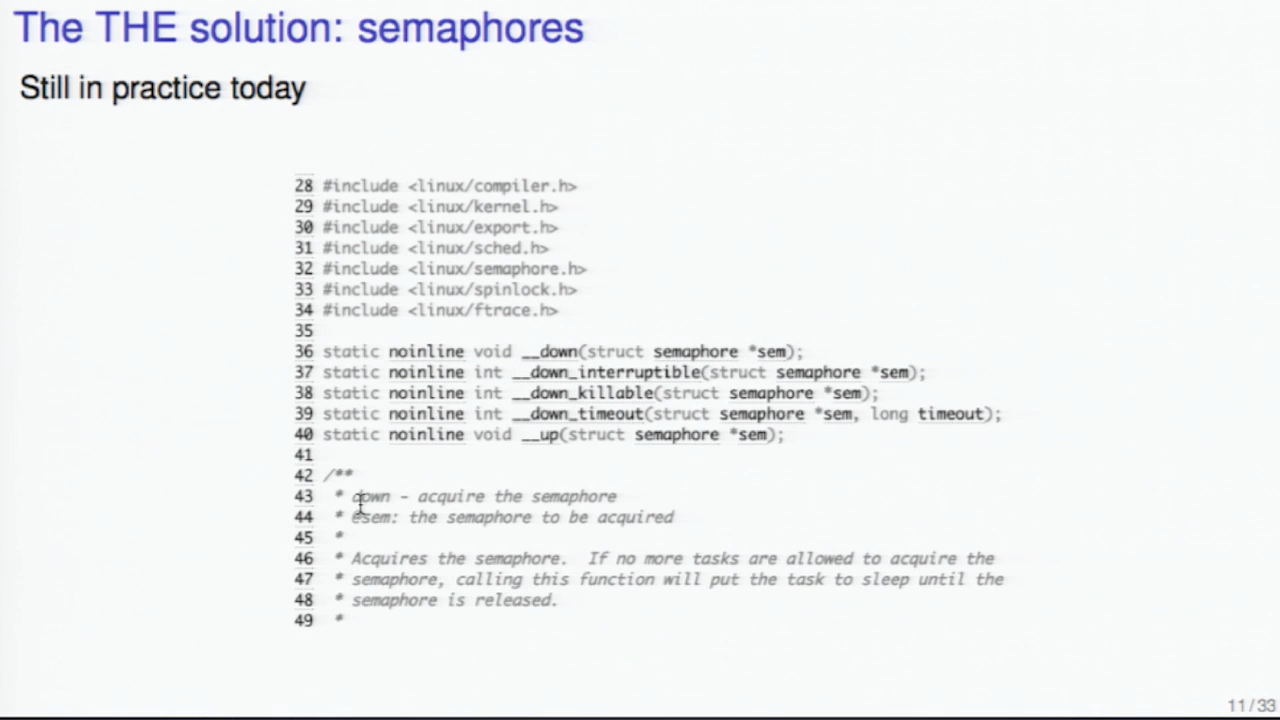 The THE solution: semaphores
Still in practice today
28 #include <linux/compiler.h>
29 #include <linux/kernel.h>
30 #include <linux/export.h>
31 #include <linux/sched.h>
32 #include <linux/semaphore.h>
33 #include <linux/spinlock.h>
34 #include <linux/ftrace.h>
35
36 static noinline void __down(struct semaphore *sem);
37 static noinline int __down_interruptible(struct semaphore *sem);
38 static noinline int __down_killable(struct semaphore *sem);
39 static noinline int __down_timeout(struct semaphore *sem, long timeout);
40 static noinline void __up(struct semaphore *sem);
41
42 /**
43 * down - acquire the semaphore
44 * @sem: the semaphore to be acquired
45 *
46 * Acquires the semaphore. If no more tasks are allowed to acquire the
47 * semaphore, calling this function will put the task to sleep until the
48 * semaphore is released.
49 *
11/33